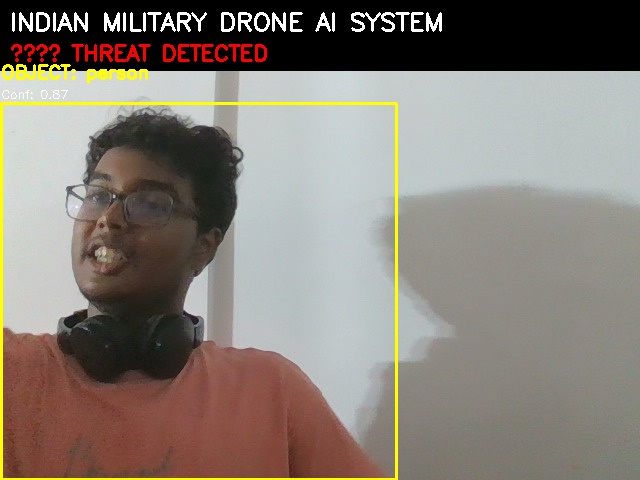 INDIAN MILITARY DRONE AI SYSTEM
???? THREAT DETECTED
OBJECT: person
Conf: 0.87